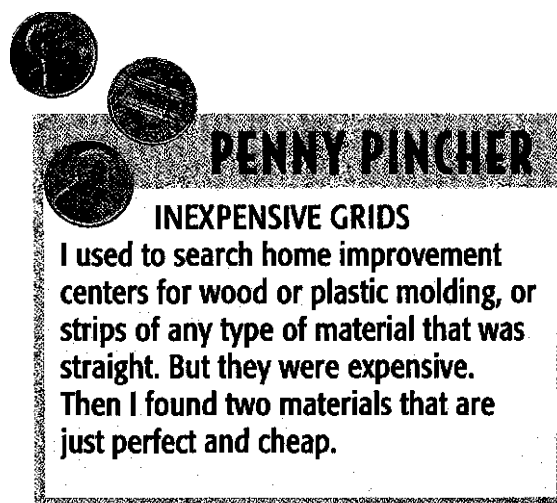 PENNY PINCHER
INEXPENSIVE GRIDS
I used to search home improvement
centers for wood or plastic molding, or
strips of any type of material that was
straight. But they were expensive.
Then I found two materials that are
just perfect and cheap.